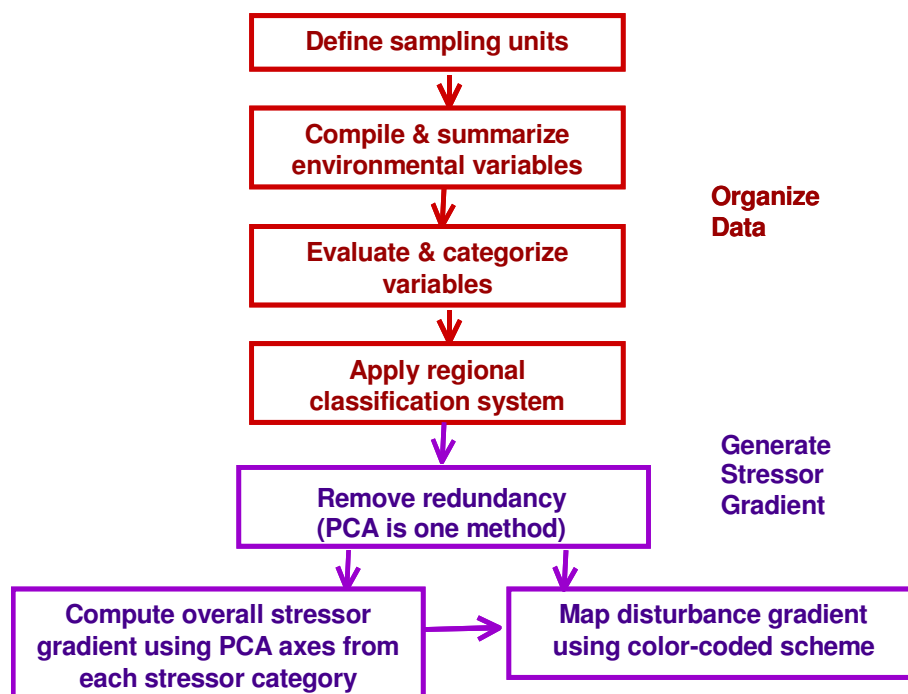 Define sampling units
Compile & summarize
environmental variables
Organize
Data
Evaluate & categorize
variables
Apply regional
classification system
Generate
Stressor
Gradient
Remove redundancy
(PCA is one method)
Compute overall stressor
gradient using PCA axes from
each stressor category
Map disturbance gradient
using color-coded scheme